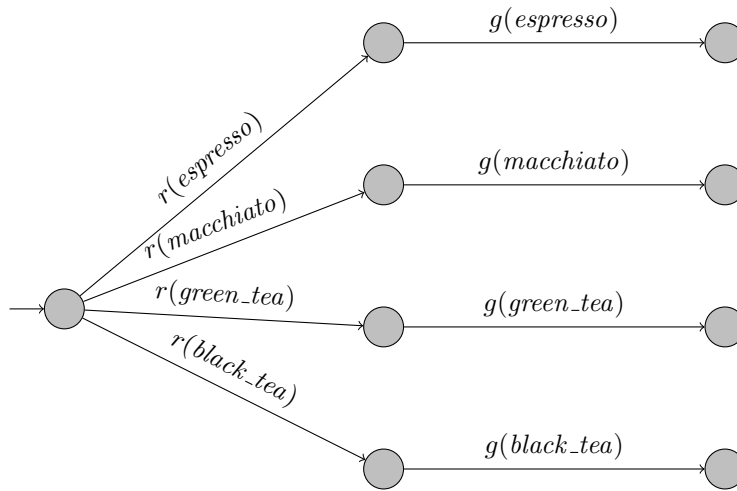 r(espresso)
g(espresso)
r(macchiato)
g(macchiato)
r(green_tea)
g(green_tea)
r(black_tea)
g(black_tea)